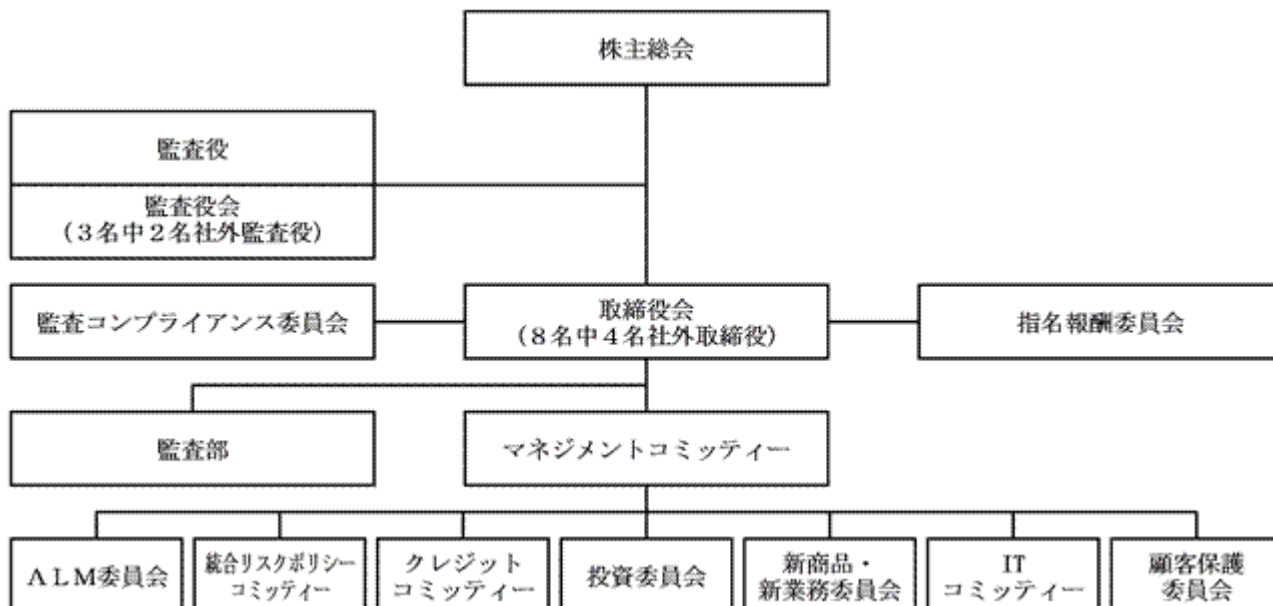 株主総会
監査役
監査役会
（３名中２名社外監査役）
監査コンプライアンス委員会
取締役会
（８名中４名社外取締役）
指名報酬委員会
監査部
マネジメントコミッティー
ＡＬＭ委員会
統合リスクポリシー
コミッティー
クレジット
コミッティー
投資委員会
新商品・
新業務委員会
IT
コミッティー
顧客保護
委員会